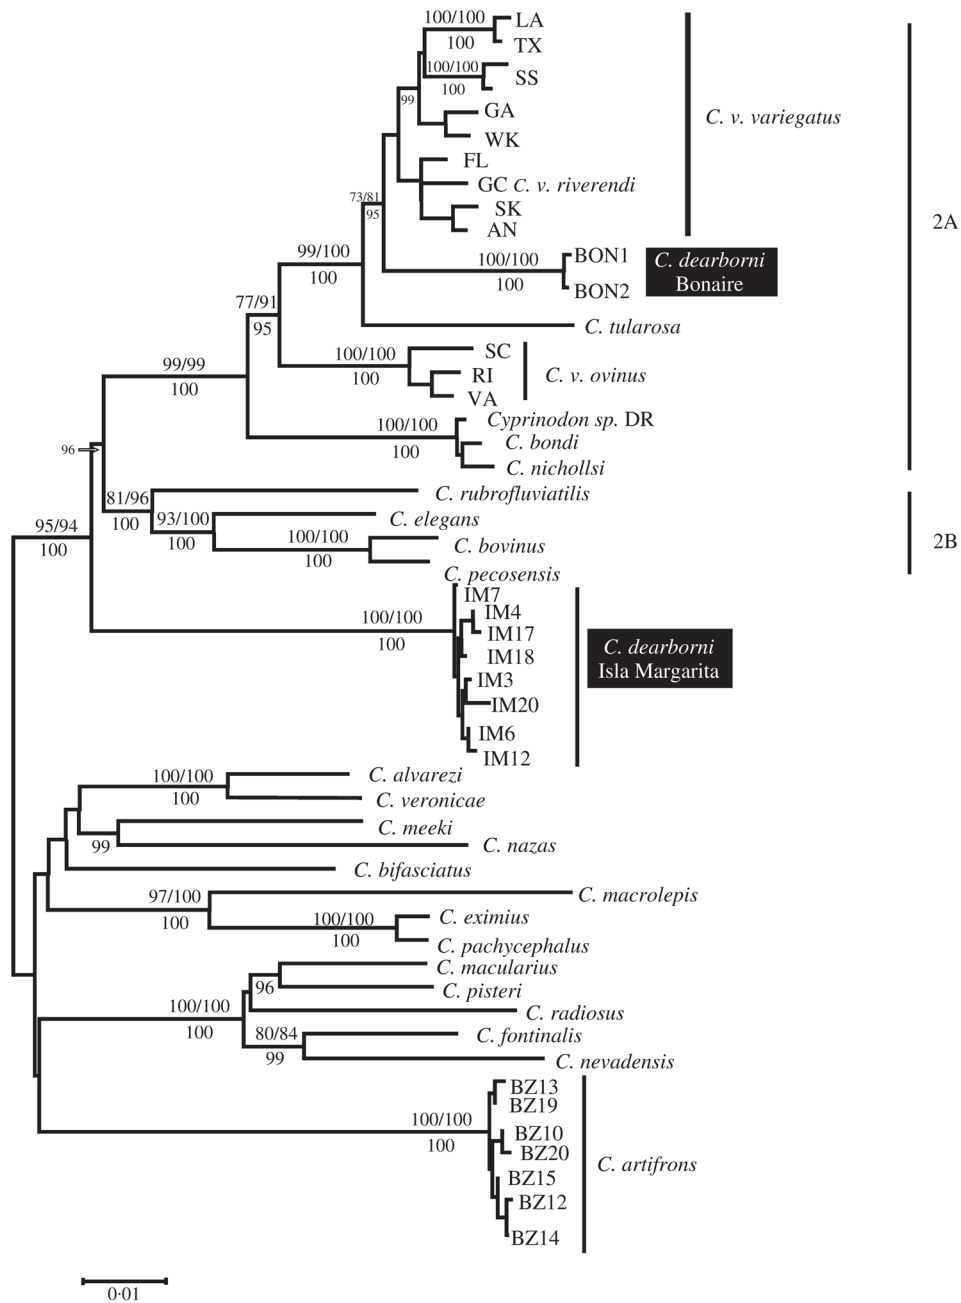 100/100
LA
100
TX
100/100
SS
100
99
GA
WK
C. v. variegatus
FL
GC C. v. riverendi
73/81
95
SK
AN
2A
99/100
100
100/100
100
BON1
BON2
C. dearborni
Bonaire
77/91
95
C. tularosa
100/100
100
SC
RI
VA
C. v. ovinus
99/99
100
100/100
100
Cyprinodon sp. DR
C. bondi
C. nichollsi
96
81/96
100
C. rubrofluviatilis
93/100
100
C. elegans
95/94
100
100/100
100
C. bovinus
C. pecosensis
2B
100/100
100
IM7
IM4
IM17
IM18
IM3
IM20
IM6
IM12
C. dearborni
Isla Margarita
100/100
100
C. alvarezi
C. veronicae
99
C. meeki
C. nazas
C. bifasciatus
97/100
100
C. macrolepis
100/100
100
C. eximius
C. pachycephalus
96
C. macularius
C. pisteri
100/100
100
C. radiosus
80/84
99
C. fontinalis
C. nevadensis
100/100
100
BZ13
BZ19
BZ10
BZ20
BZ15
BZ12
BZ14
C. artifrons
0·01